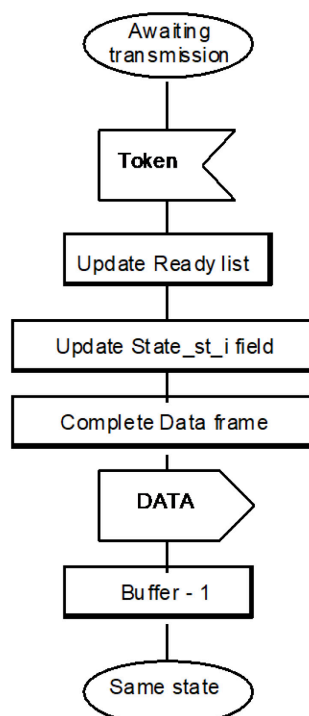 Awaiting
transmission
Token
Update Ready list
Update State_st_i field
Complete Data frame
DATA
Buffer - 1
Same state